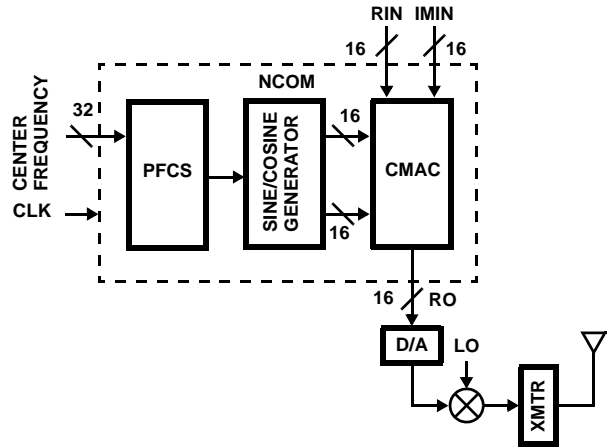 RIN IMIN
16 16
NCOM
CENTER
FREQUENCY
32
CLK
PFCS
SINE/COSINE
GENERATOR
16
16
CMAC
16 RO
D/A
LO
XMTR